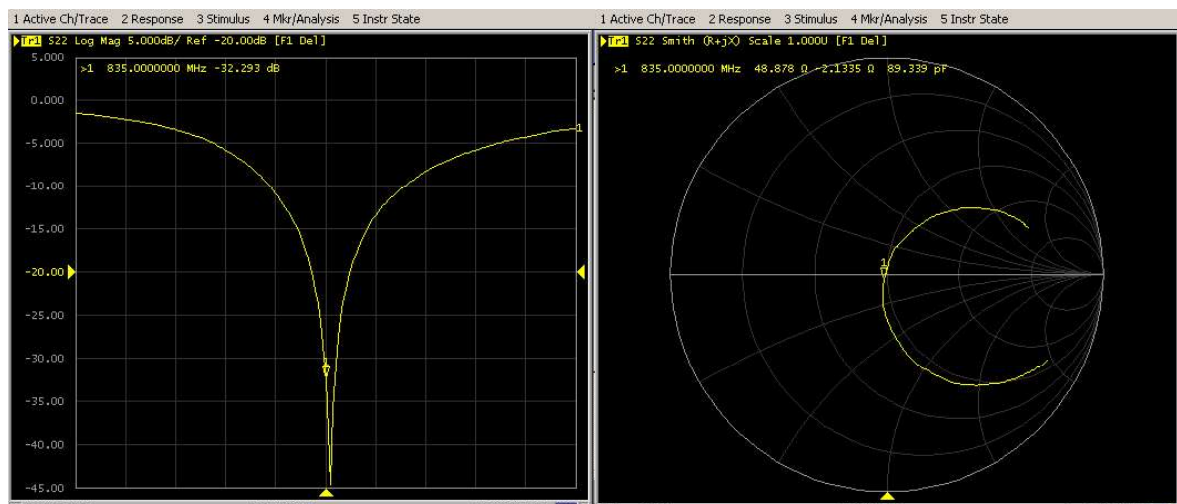 1 Active Ch/Trace 2 Response 3 Stimulus 4 Mkr/Analysis 5 Instr State
Tr1 S22 Log Mag 5.000dB/ Ref -20.00dB [F1 Del]
5.000
>1 835.0000000 MHz -32.293 dB
0.000
-5.000
1
-10.00
-15.00
-20.00
-25.00
-30.00
-35.00
-40.00
-45.00
1 Active Ch/Trace 2 Response 3 Stimulus 4 Mkr/Analysis 5 Instr State
Tr1 S22 Smith (R+jX) Scale 1.000U [F1 Del]
>1 835.0000000 MHz 48.878 Ω -2.1335 Ω 89.339 pF
1